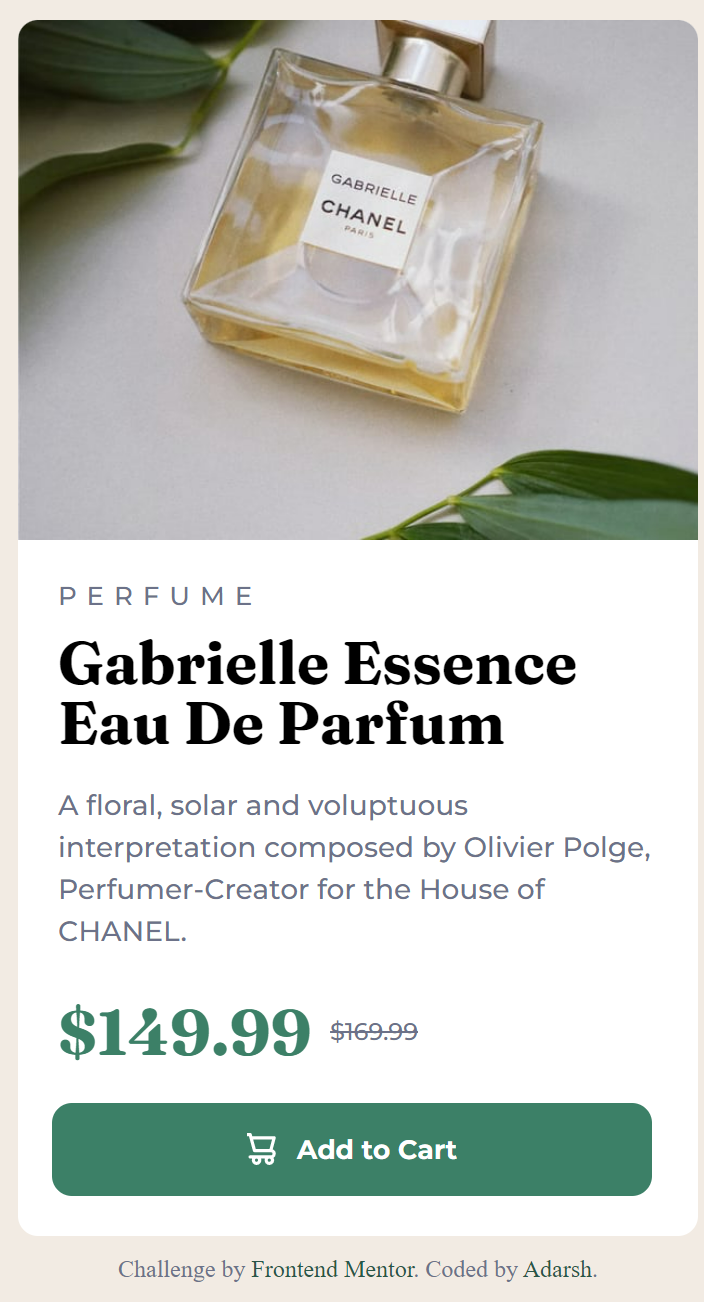 GABRIELLE
CHANEL
PARIS
PERFUME
Gabrielle Essence
Eau De Parfum
A floral, solar and voluptuous
interpretation composed by Olivier Polge,
Perfumer-Creator for the House of
CHANEL.
$149.99 $169.99
Add to Cart
Challenge by Frontend Mentor. Coded by Adarsh.